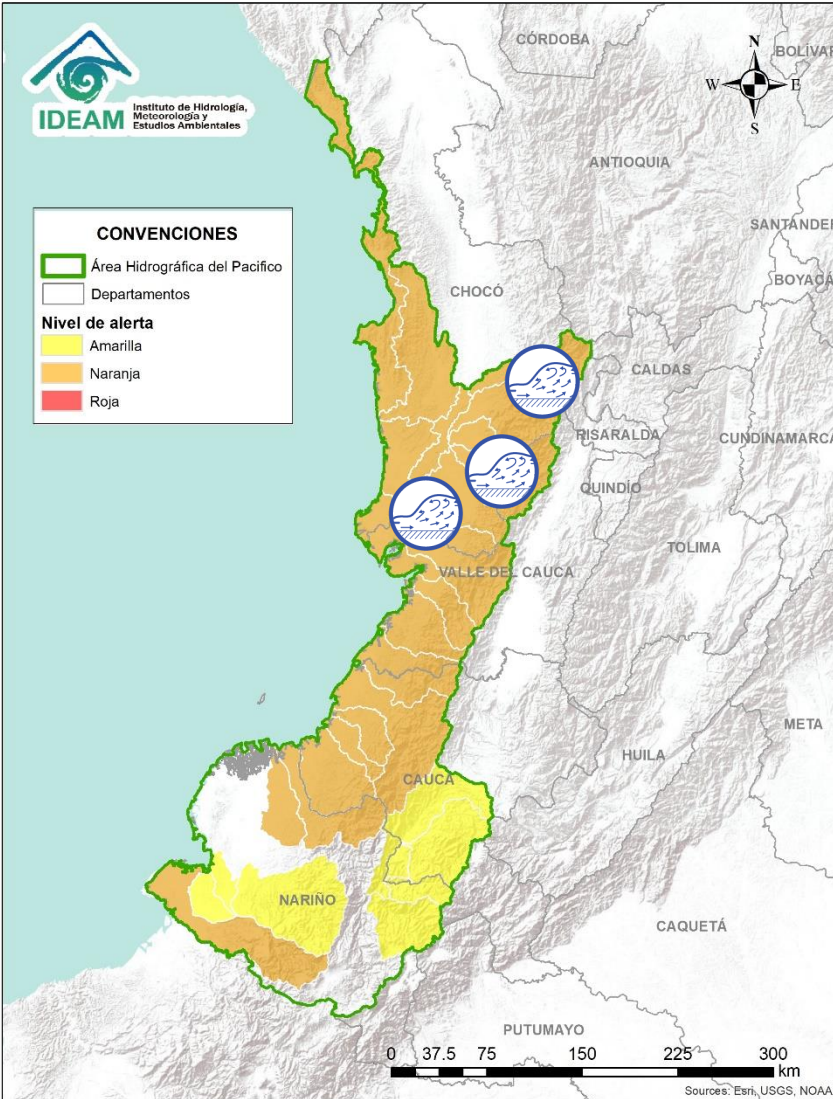 IDEAM
Instituto de Hidrología,
Meteorología y
Estudios Ambientales
CÓRDOBA
BOLÍVAR
N
W
E
S
ANTIOQUIA
SANTANDER
BOYACÁ
CONVENCIONES
Área Hidrográfica del Pacifico
Departamentos
Nivel de alerta
Amarilla
Naranja
Roja
CHOCÓ
CALDAS
RISARALDA
CUNDINAMARCA
QUINDÍO
TOLIMA
VALLE DEL CAUCA
META
HUILA
CAUCA
NARIÑO
CAQUETÁ
PUTUMAYO
0 37.5 75 150 225 300
km
Sources: Esri, USGS, NOAA